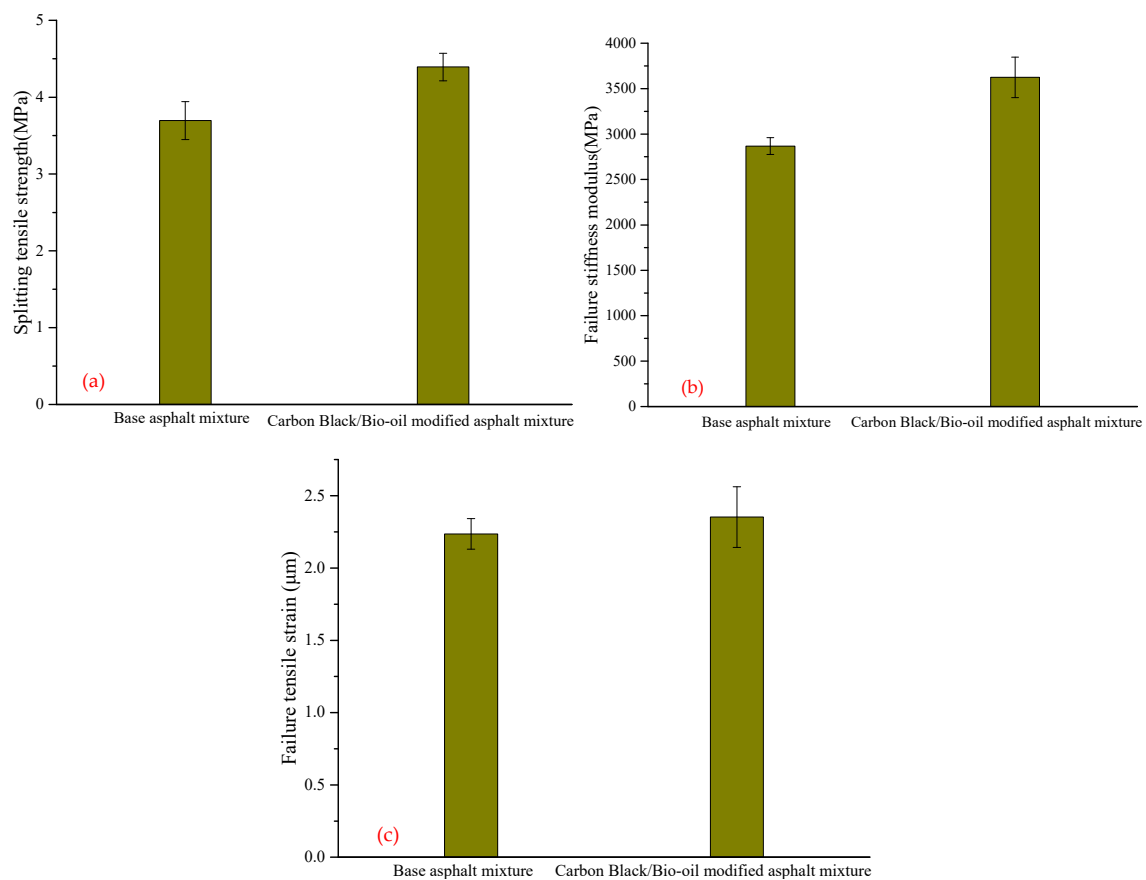 5
4
3
2
1
0
Splitting tensile strength(MPa)
(a)
Base asphalt mixture
Carbon Black/Bio-oil modified asphalt mixture
4000
3500
3000
2500
2000
1500
1000
500
0
Failure stiffness modulus(MPa)
(b)
Base asphalt mixture
Carbon Black/Bio-oil modified asphalt mixture
2.5
2.0
1.5
1.0
0.5
0.0
Failure tensile strain (μm)
(c)
Base asphalt mixture
Carbon Black/Bio-oil modified asphalt mixture